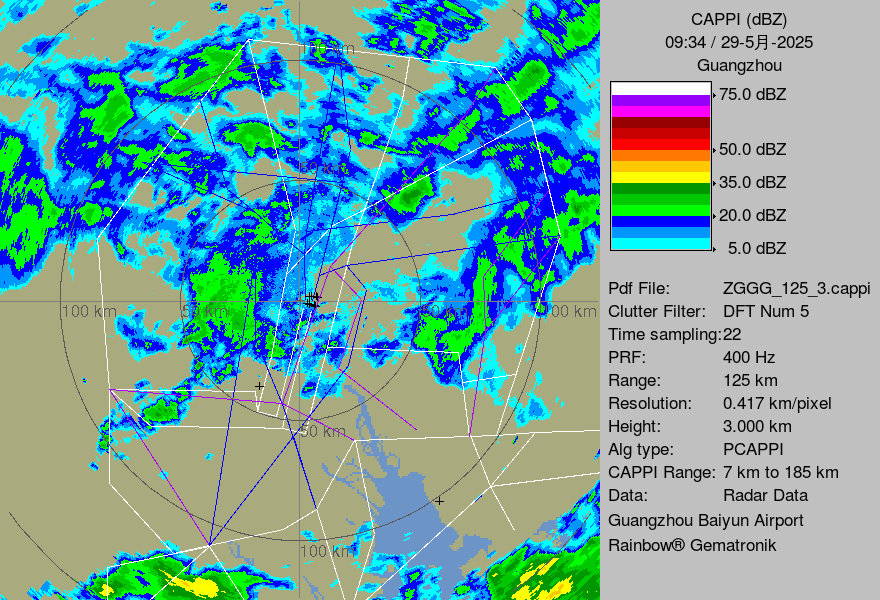 CAPPI (dBZ)
09:34 / 29-5月-2025
Guangzhou
75.0 dBZ
50.0 dBZ
35.0 dBZ
20.0 dBZ
5.0 dBZ
Pdf File: ZGGG_125_3.cappi
Clutter Filter: DFT Num 5
Time sampling:22
PRF: 400 Hz
Range: 125 km
Resolution: 0.417 km/pixel
Height: 3.000 km
Alg type: PCAPPI
CAPPI Range: 7 km to 185 km
Data: Radar Data
Guangzhou Baiyun Airport
Rainbow® Gematronik
100 km
50 km
100 km
50 km
50 km
100 km
50 km
100 km